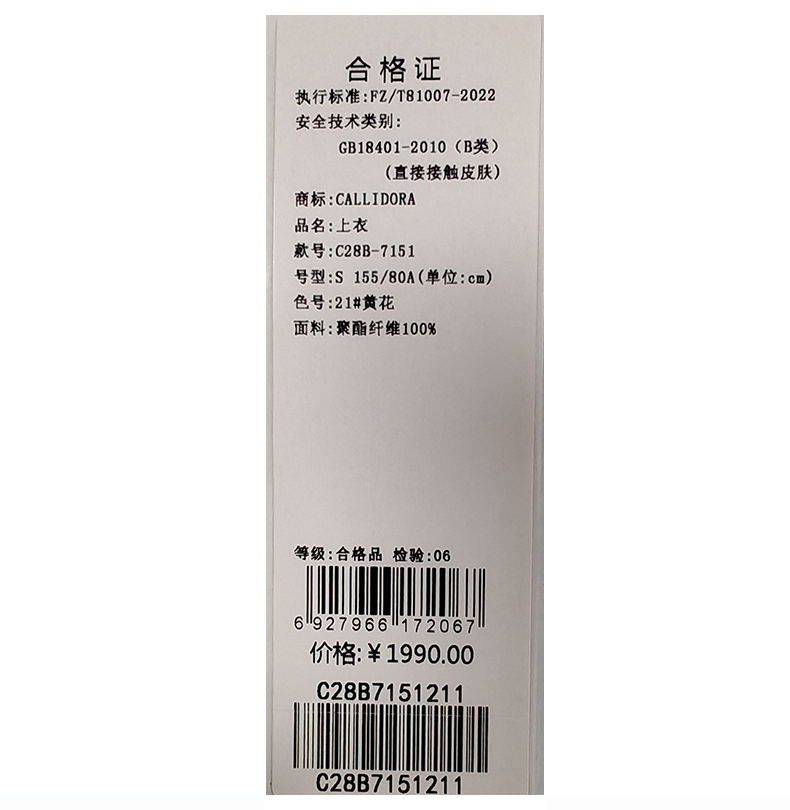 合格证
执行标准:FZ/T81007-2022
安全技术类别:
GB18401-2010（B类）
(直接接触皮肤)
商标:CALLIDORA
品名:上衣
款号:C28B-7151
号型:S 155/80A(单位:cm)
色号:21#黄花
面料:聚酯纤维100%
等级:合格品 检验:06
6 927966 172067
价格:￥1990.00
C28B7151211
C28B7151211